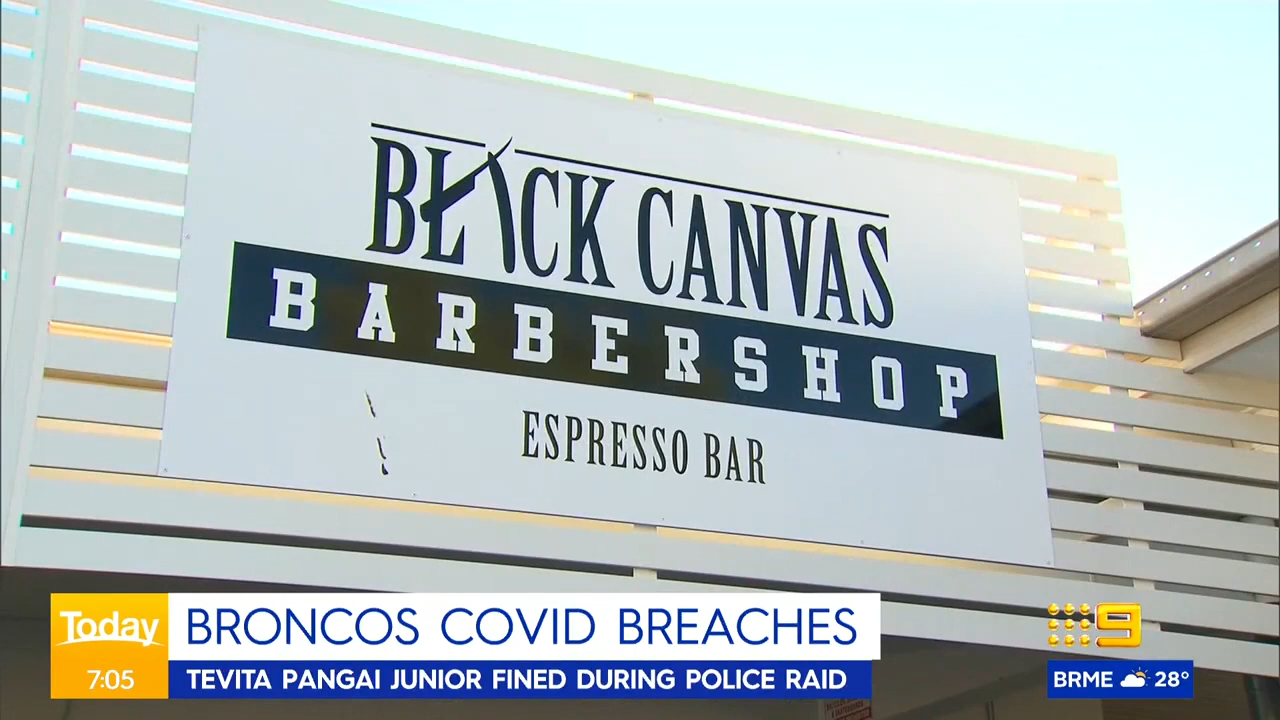 BLACK CANVAS
BARBERSHOP
ESPRESSO BAR
Today
7:05
BRONCOS COVID BREACHES
TEVITA PANGAI JUNIOR FINED DURING POLICE RAID
9
BRME 28°